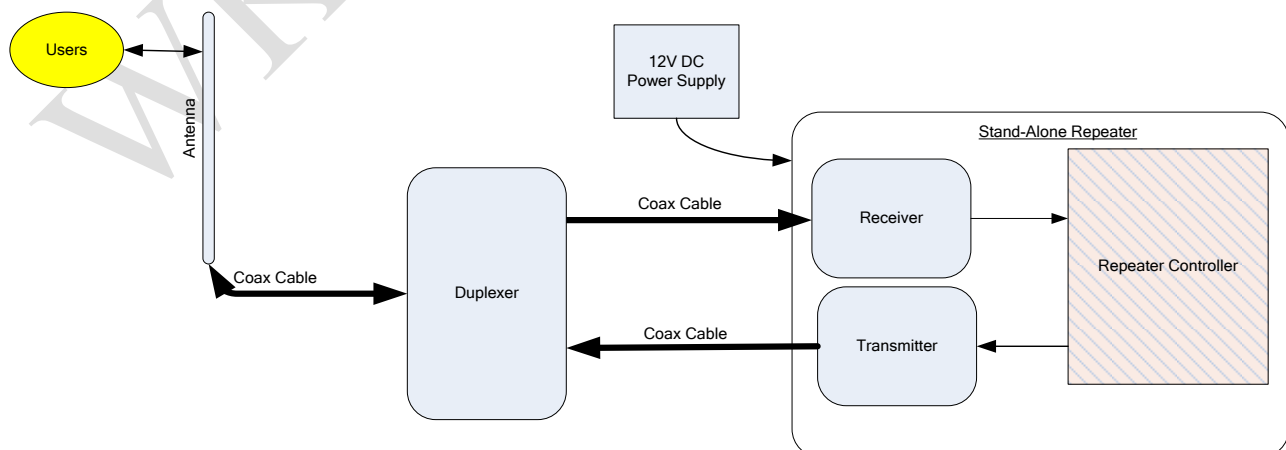 Users
Antenna
12V DC
Power Supply
Stand-Alone Repeater
Coax Cable
Receiver
Repeater Controller
Coax Cable
Duplexer
Coax Cable
Transmitter